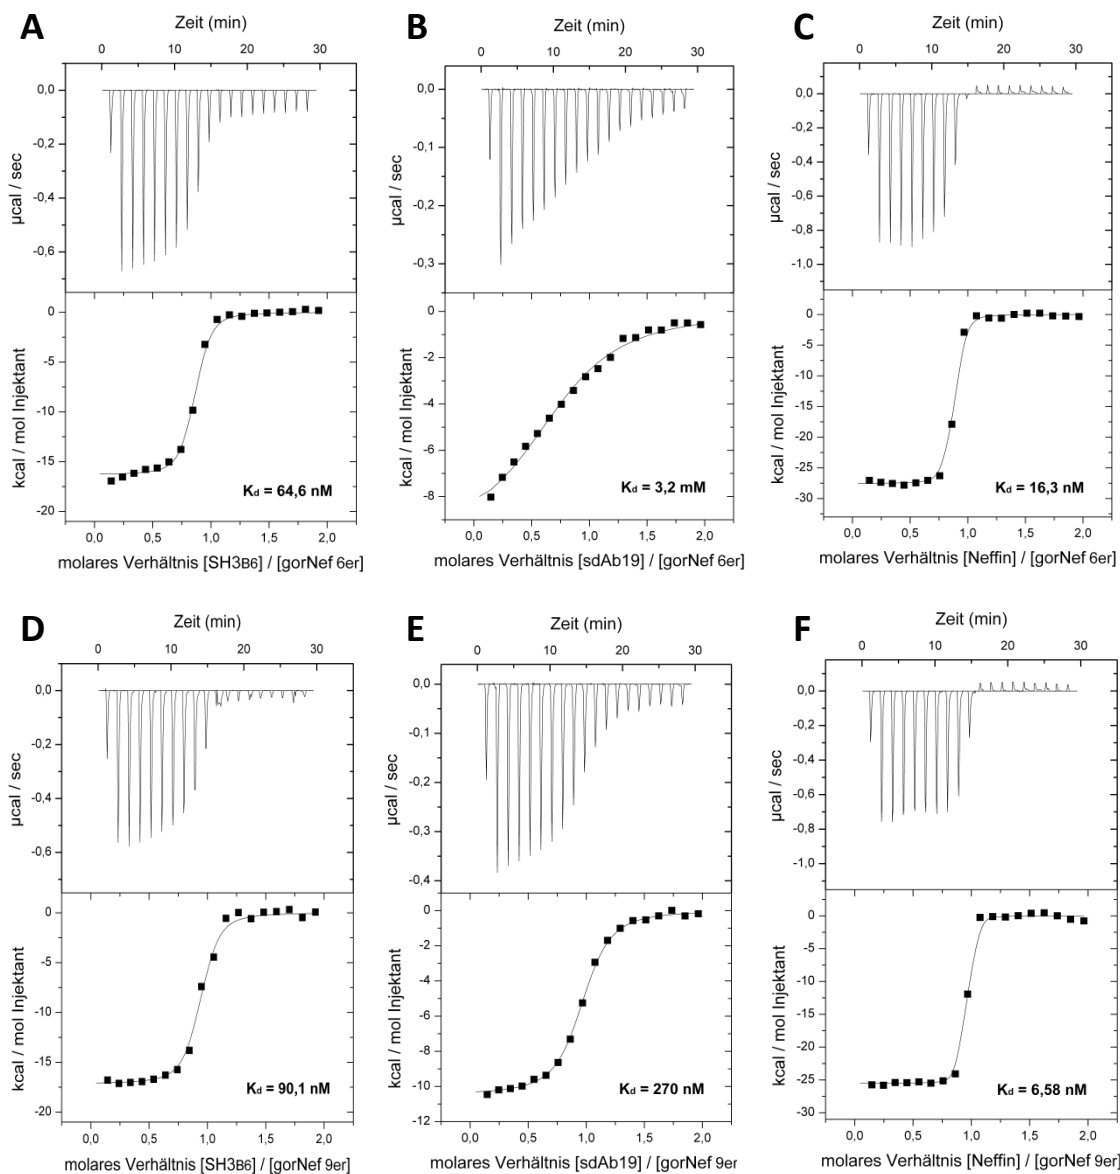 A
Zeit (min)
0 10 20 30
0,0
-0,2
-0,4
-0,6
µcal / sec
0
-5
-10
-15
-20
kcal / mol Injektant
Kd = 64,6 nM
0,0 0,5 1,0 1,5 2,0
molares Verhältnis [SH3B6] / [gorNef 6er]
B
Zeit (min)
0 10 20 30
0,0
-0,1
-0,2
-0,3
µcal / sec
0
-2
-4
-6
-8
kcal / mol Injektant
Kd = 3,2 mM
0,0 0,5 1,0 1,5 2,0
molares Verhältnis [sdAb19] / [gorNef 6er]
C
Zeit (min)
0 10 20 30
0,0
-0,2
-0,4
-0,6
-0,8
-1,0
µcal / sec
0
-5
-10
-15
-20
-25
-30
kcal / mol Injektant
Kd = 16,3 nM
0,0 0,5 1,0 1,5 2,0
molares Verhältnis [Neffin] / [gorNef 6er]
D
Zeit (min)
0 10 20 30
0,0
-0,2
-0,4
-0,6
µcal / sec
0
-5
-10
-15
-20
kcal / mol Injektant
Kd = 90,1 nM
0,0 0,5 1,0 1,5 2,0
molares Verhältnis [SH3B6] / [gorNef 9er]
E
Zeit (min)
0 10 20 30
0,0
-0,1
-0,2
-0,3
-0,4
µcal / sec
0
-2
-4
-6
-8
-10
-12
kcal / mol Injektant
Kd = 270 nM
0,0 0,5 1,0 1,5 2,0
molares Verhältnis [sdAb19] / [gorNef 9er]
F
Zeit (min)
0 10 20 30
0,0
-0,2
-0,4
-0,6
-0,8
-1,0
µcal / sec
0
-5
-10
-15
-20
-25
-30
kcal / mol Injektant
Kd = 6,58 nM
0,0 0,5 1,0 1,5 2,0
molares Verhältnis [Neffin] / [gorNef 9er]